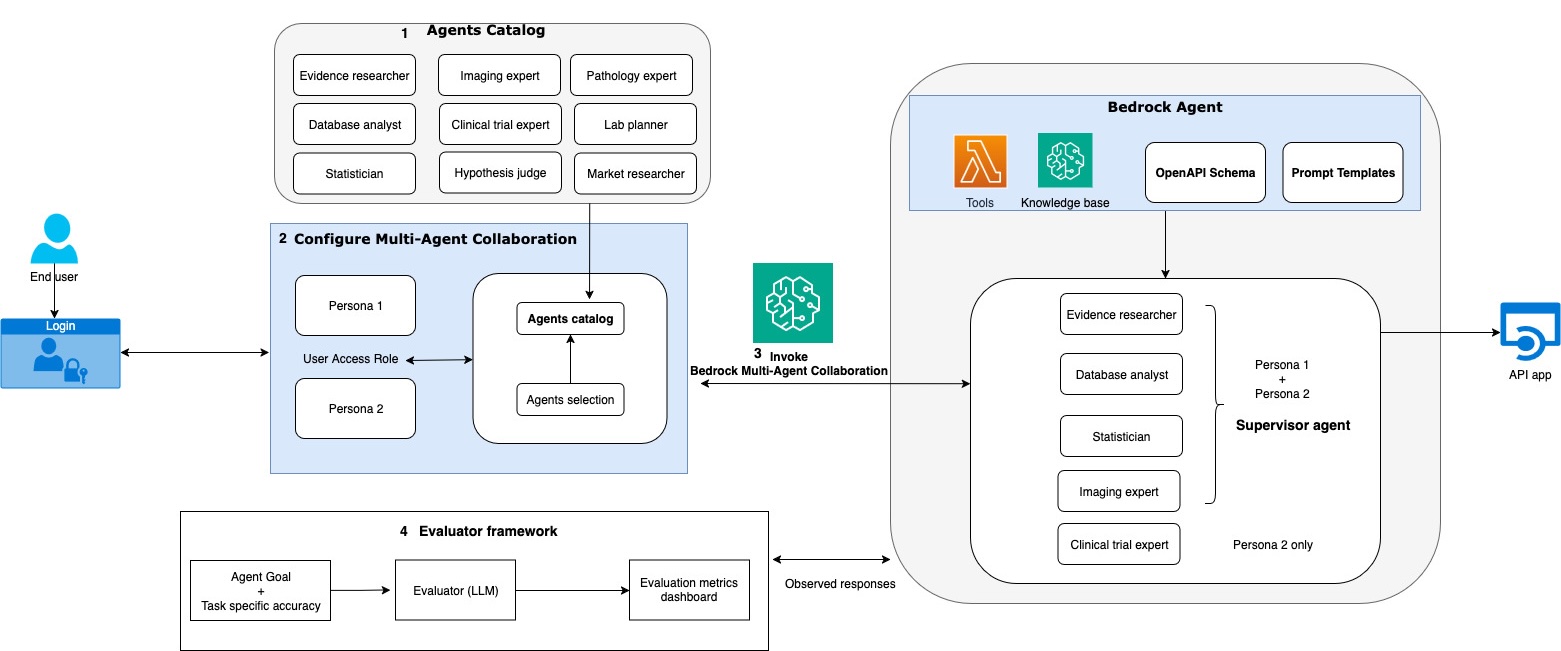 1 Agents Catalog
Evidence researcher
Imaging expert
Pathology expert
Database analyst
Clinical trial expert
Lab planner
Statistician
Hypothesis judge
Market researcher
End user
Login
2 Configure Multi-Agent Collaboration
Persona 1
User Access Role
Persona 2
Agents catalog
Agents selection
3 Invoke
Bedrock Multi-Agent Collaboration
Bedrock Agent
Tools
Knowledge base
OpenAPI Schema
Prompt Templates
Evidence researcher
Database analyst
Statistician
Imaging expert
Clinical trial expert
Persona 1
+
Persona 2
Supervisor agent
Persona 2 only
API app
4 Evaluator framework
Agent Goal
+
Task specific accuracy
Evaluator (LLM)
Evaluation metrics
dashboard
Observed responses